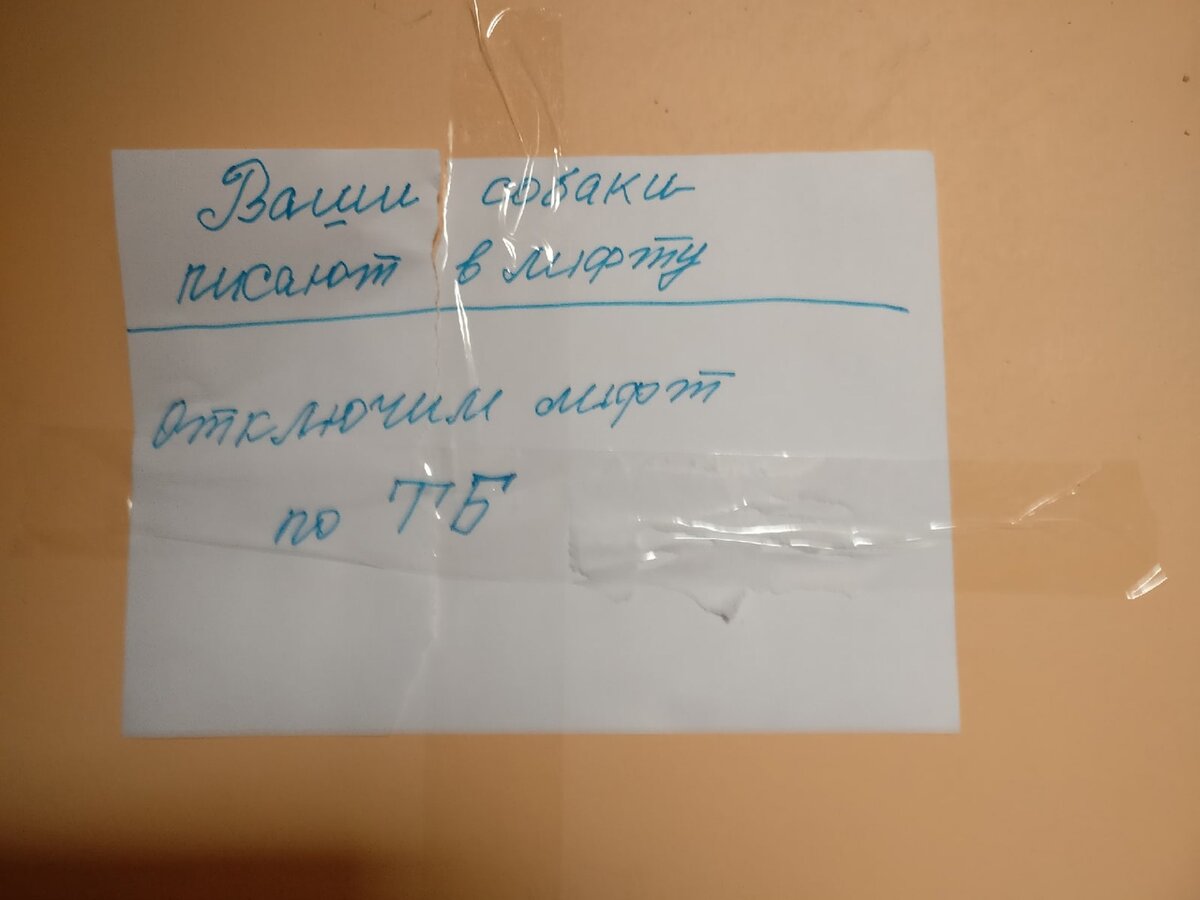 Ваши собаки
писают в лифту
отключим лифт
по ТБ